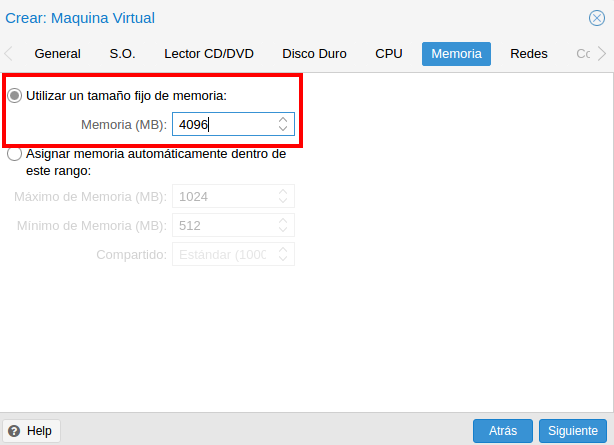 Crear: Maquina Virtual
General S.O. Lector CD/DVD Disco Duro CPU Memoria Redes
Utilizar un tamaño fijo de memoria:
Memoria (MB): 4096
Asignar memoria automáticamente dentro de
este rango:
Máximo de Memoria (MB): 1024
Mínimo de Memoria (MB): 512
Compartido: Estándar (1000
? Help Atrás Siguiente